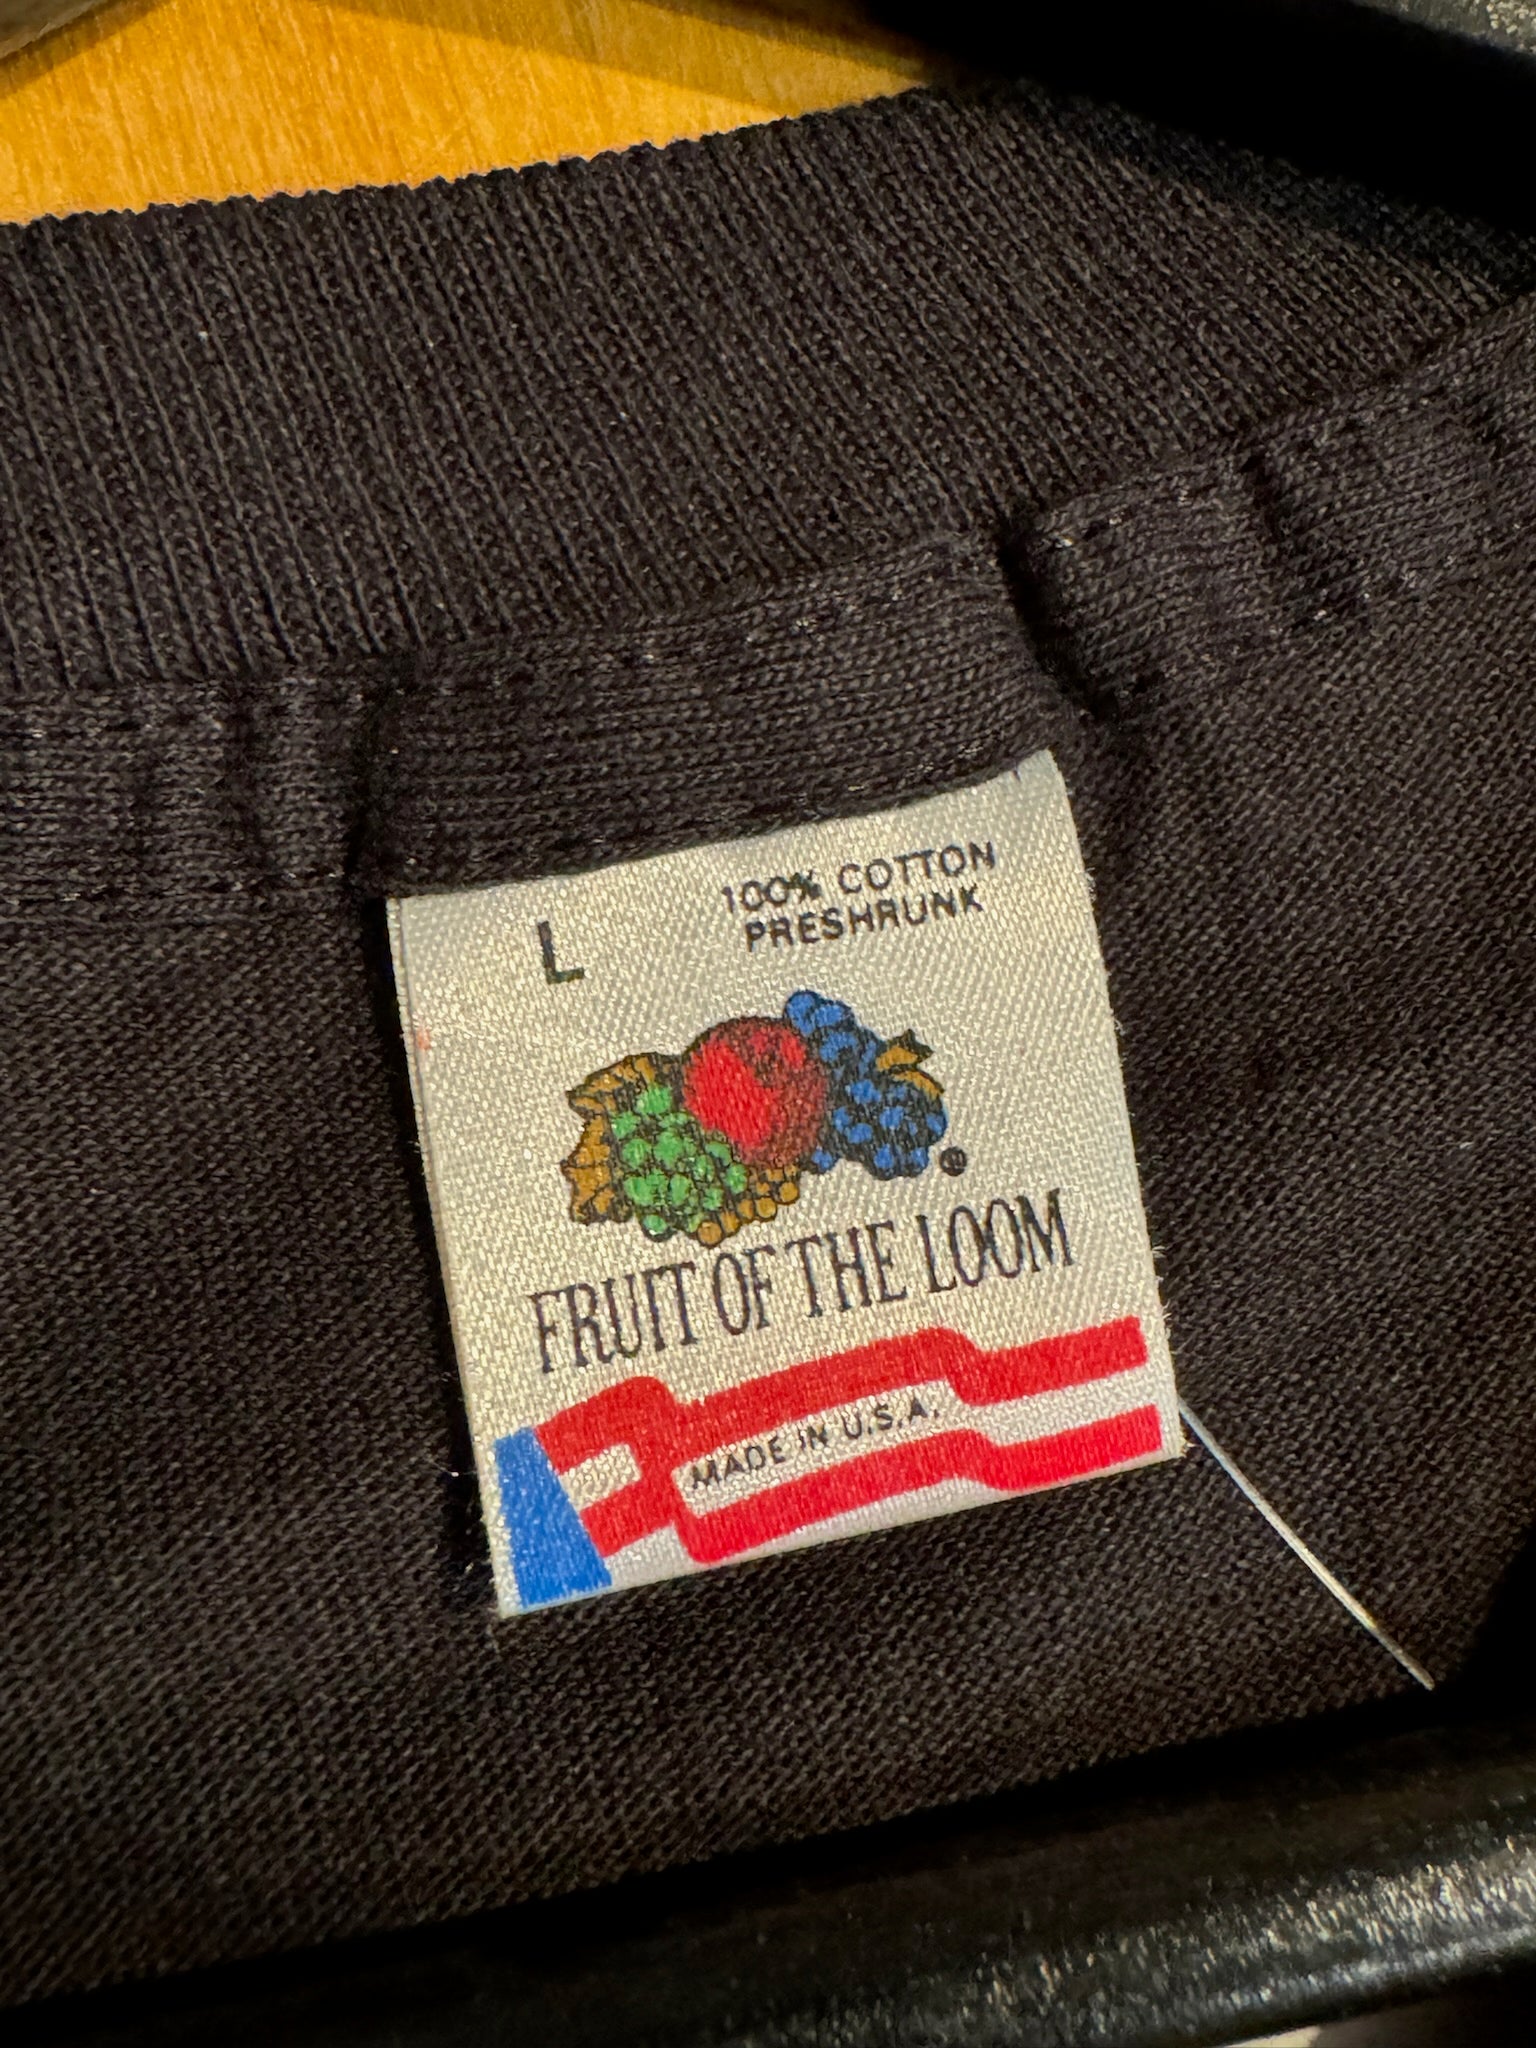 L
100% COTTON
PRESHRUNK
®
FRUIT OF THE LOOM
MADE IN U.S.A.